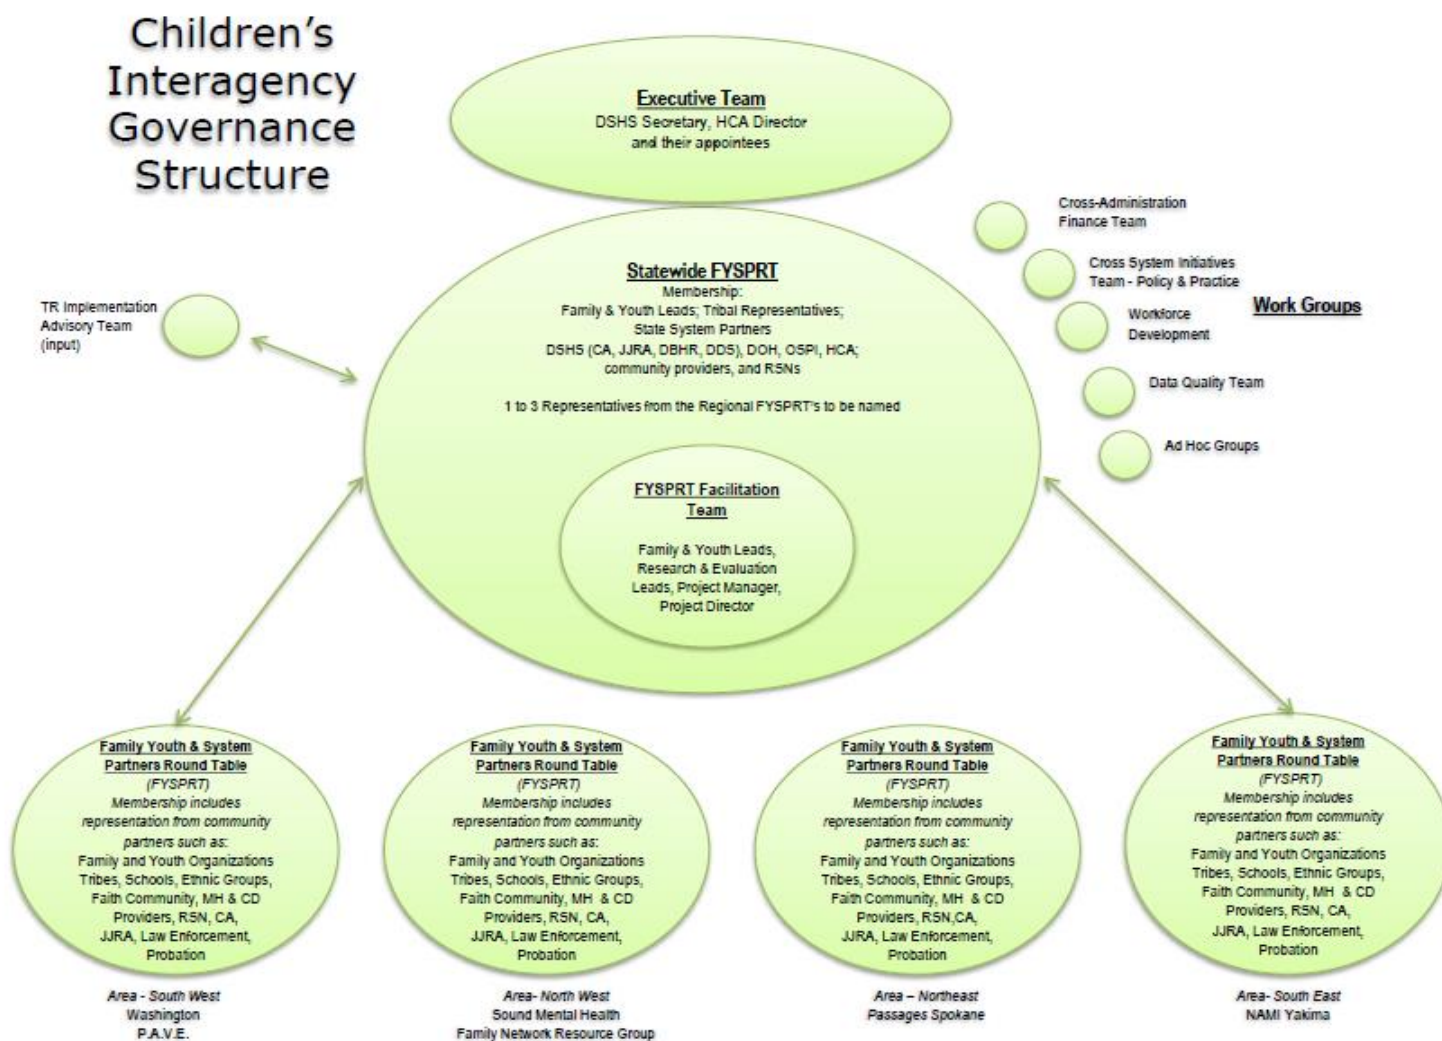 Children's
Interagency
Governance
Structure
Executive Team
DSHS Secretary, HCA Director
and their appointees
Cross-Administration
Finance Team
Cross System Initiatives
Team - Policy & Practice
Work Groups
Workforce
Development
Data Quality Team
Ad Hoc Groups
TR Implementation
Advisory Team
(input)
Statewide FYSPRT
Membership:
Family & Youth Leads; Tribal Representatives;
State System Partners
DSHS (CA, JJRA, DBHR, DDS), DOH, OSPI, HCA;
community providers, and RSNs
1 to 3 Representatives from the Regional FYSPRT's to be named
FYSPRT Facilitation
Team
Family & Youth Leads,
Research & Evaluation
Leads, Project Manager,
Project Director
Family Youth & System
Partners Round Table
(FYSPRT)
Membership includes
representation from community
partners such as:
Family and Youth Organizations
Tribes, Schools, Ethnic Groups,
Faith Community, MH & CD
Providers, RSN, CA,
JJRA, Law Enforcement,
Probation
Area - South West
Washington
P.A.V.E.
Family Youth & System
Partners Round Table
(FYSPRT)
Membership includes
representation from community
partners such as:
Family and Youth Organizations
Tribes, Schools, Ethnic Groups,
Faith Community, MH & CD
Providers, RSN, CA,
JJRA, Law Enforcement,
Probation
Area- North West
Sound Mental Health
Family Network Resource Group
Family Youth & System
Partners Round Table
(FYSPRT)
Membership includes
representation from community
partners such as:
Family and Youth Organizations
Tribes, Schools, Ethnic Groups,
Faith Community, MH & CD
Providers, RSN,CA,
JJRA, Law Enforcement,
Probation
Area – Northeast
Passages Spokane
Family Youth & System
Partners Round Table
(FYSPRT)
Membership includes
representation from community
partners such as:
Family and Youth Organizations
Tribes, Schools, Ethnic Groups,
Faith Community, MH & CD
Providers, RSN, CA,
JJRA, Law Enforcement,
Probation
Area- South East
NAMI Yakima